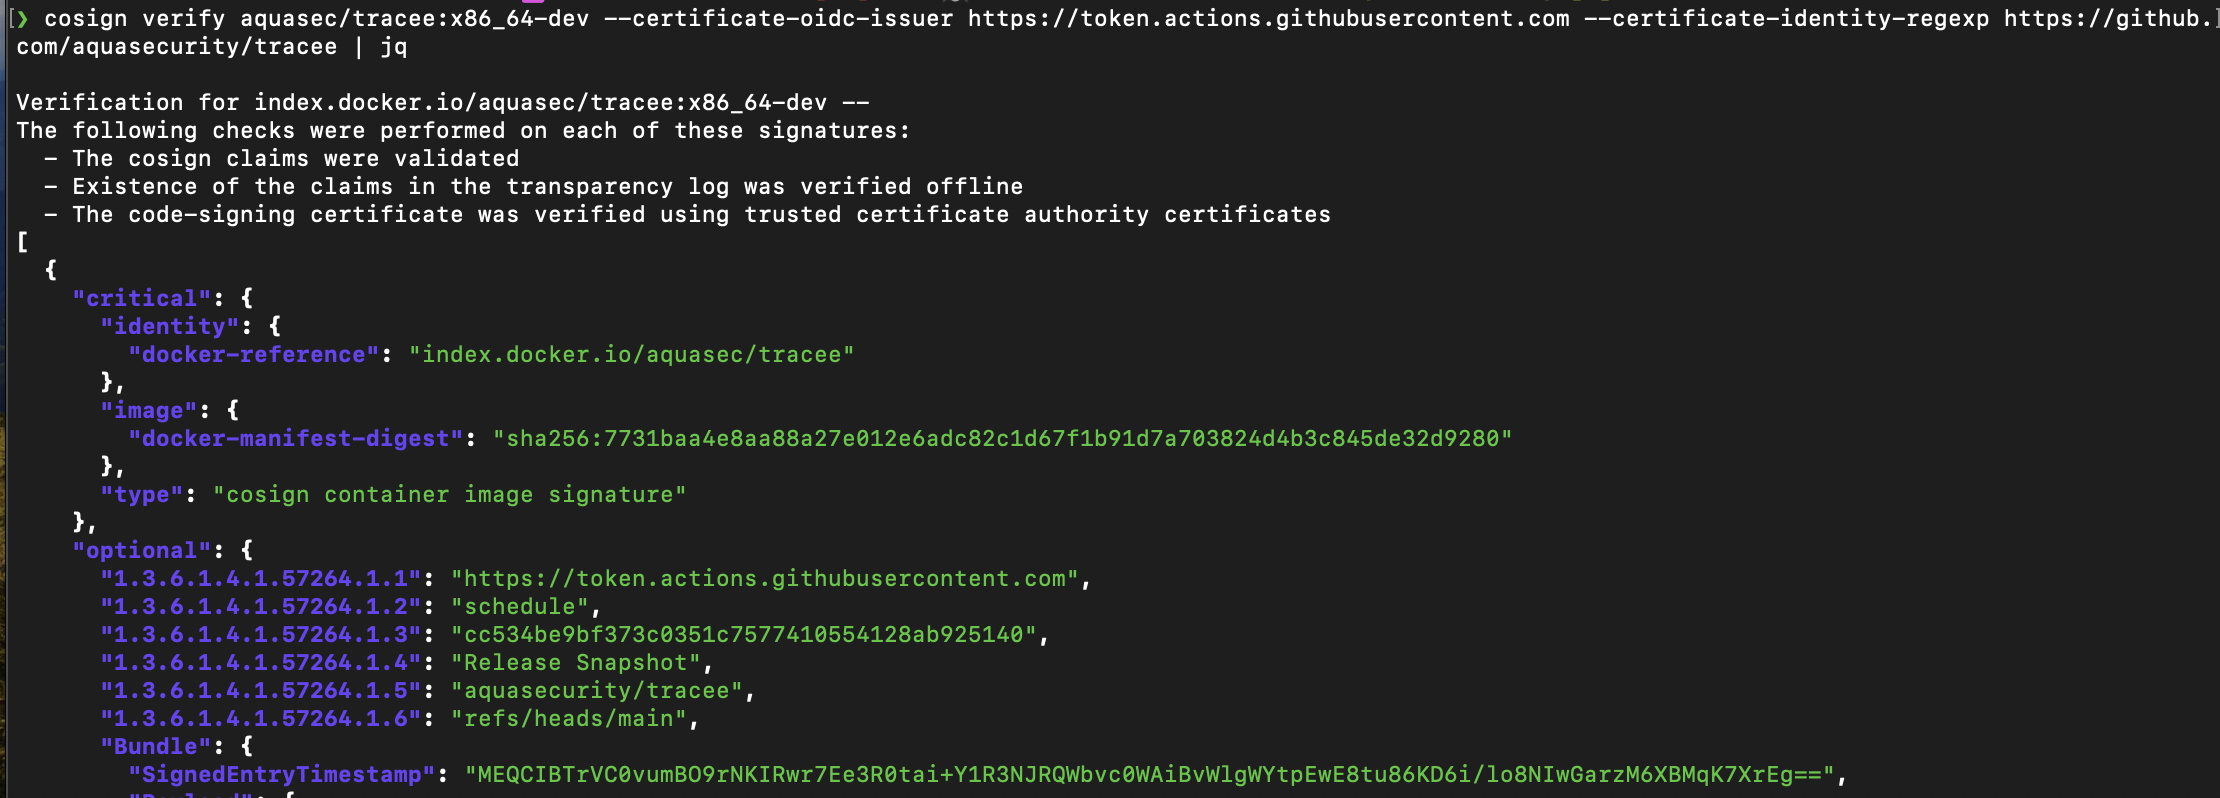 ❯ cosign verify aquasec/tracee:x86_64-dev --certificate-oidc-issuer https://token.actions.githubusercontent.com --certificate-identity-regexp https://github.
com/aquasecurity/tracee | jq
Verification for index.docker.io/aquasec/tracee:x86_64-dev --
The following checks were performed on each of these signatures:
  - The cosign claims were validated
  - Existence of the claims in the transparency log was verified offline
  - The code-signing certificate was verified using trusted certificate authority certificates
[
  {
    "critical": {
      "identity": {
        "docker-reference": "index.docker.io/aquasec/tracee"
      },
      "image": {
        "docker-manifest-digest": "sha256:7731baa4e8aa88a27e012e6adc82c1d67f1b91d7a703824d4b3c845de32d9280"
      },
      "type": "cosign container image signature"
    },
    "optional": {
      "1.3.6.1.4.1.57264.1.1": "https://token.actions.githubusercontent.com",
      "1.3.6.1.4.1.57264.1.2": "schedule",
      "1.3.6.1.4.1.57264.1.3": "cc534be9bf373c0351c7577410554128ab925140",
      "1.3.6.1.4.1.57264.1.4": "Release Snapshot",
      "1.3.6.1.4.1.57264.1.5": "aquasecurity/tracee",
      "1.3.6.1.4.1.57264.1.6": "refs/heads/main",
      "Bundle": {
        "SignedEntryTimestamp": "MEQCIBTrVC0vumBO9rNKIRwr7Ee3R0tai+Y1R3NJRQWbvc0WAiBvWlgWYtpEwE8tu86KD6i/lo8NIwGarzM6XBMqK7XrEg==",